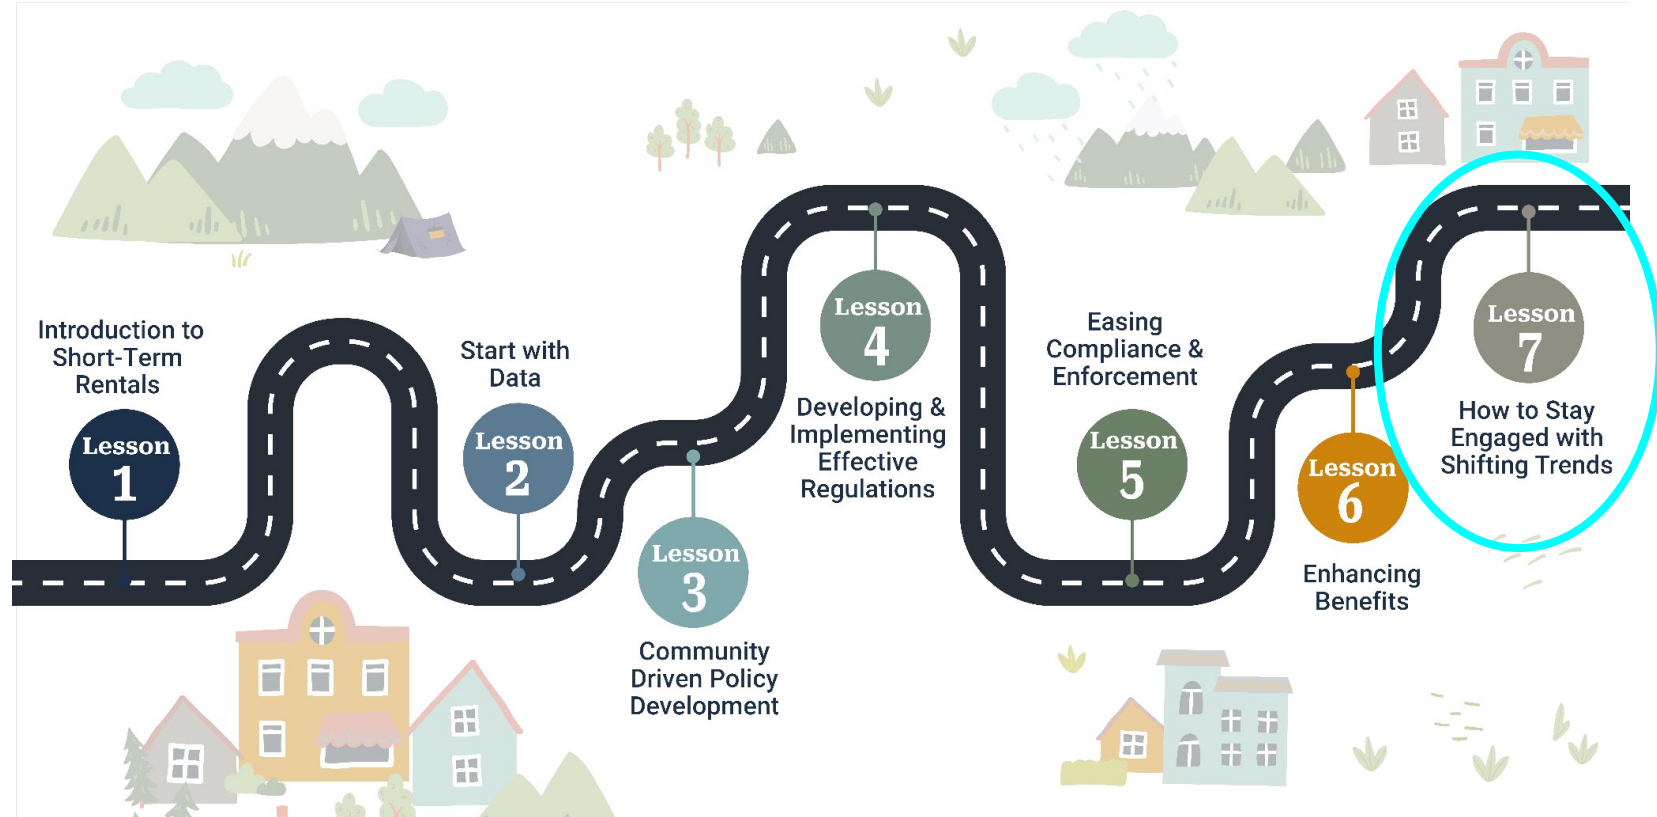 Introduction to
Short-Term
Rentals
Lesson
1
Start with
Data
Lesson
2
Lesson
3
Community
Driven Policy
Development
Lesson
4
Developing &
Implementing
Effective
Regulations
Easing
Compliance &
Enforcement
Lesson
5
Lesson
6
Enhancing
Benefits
Lesson
7
How to Stay
Engaged with
Shifting Trends